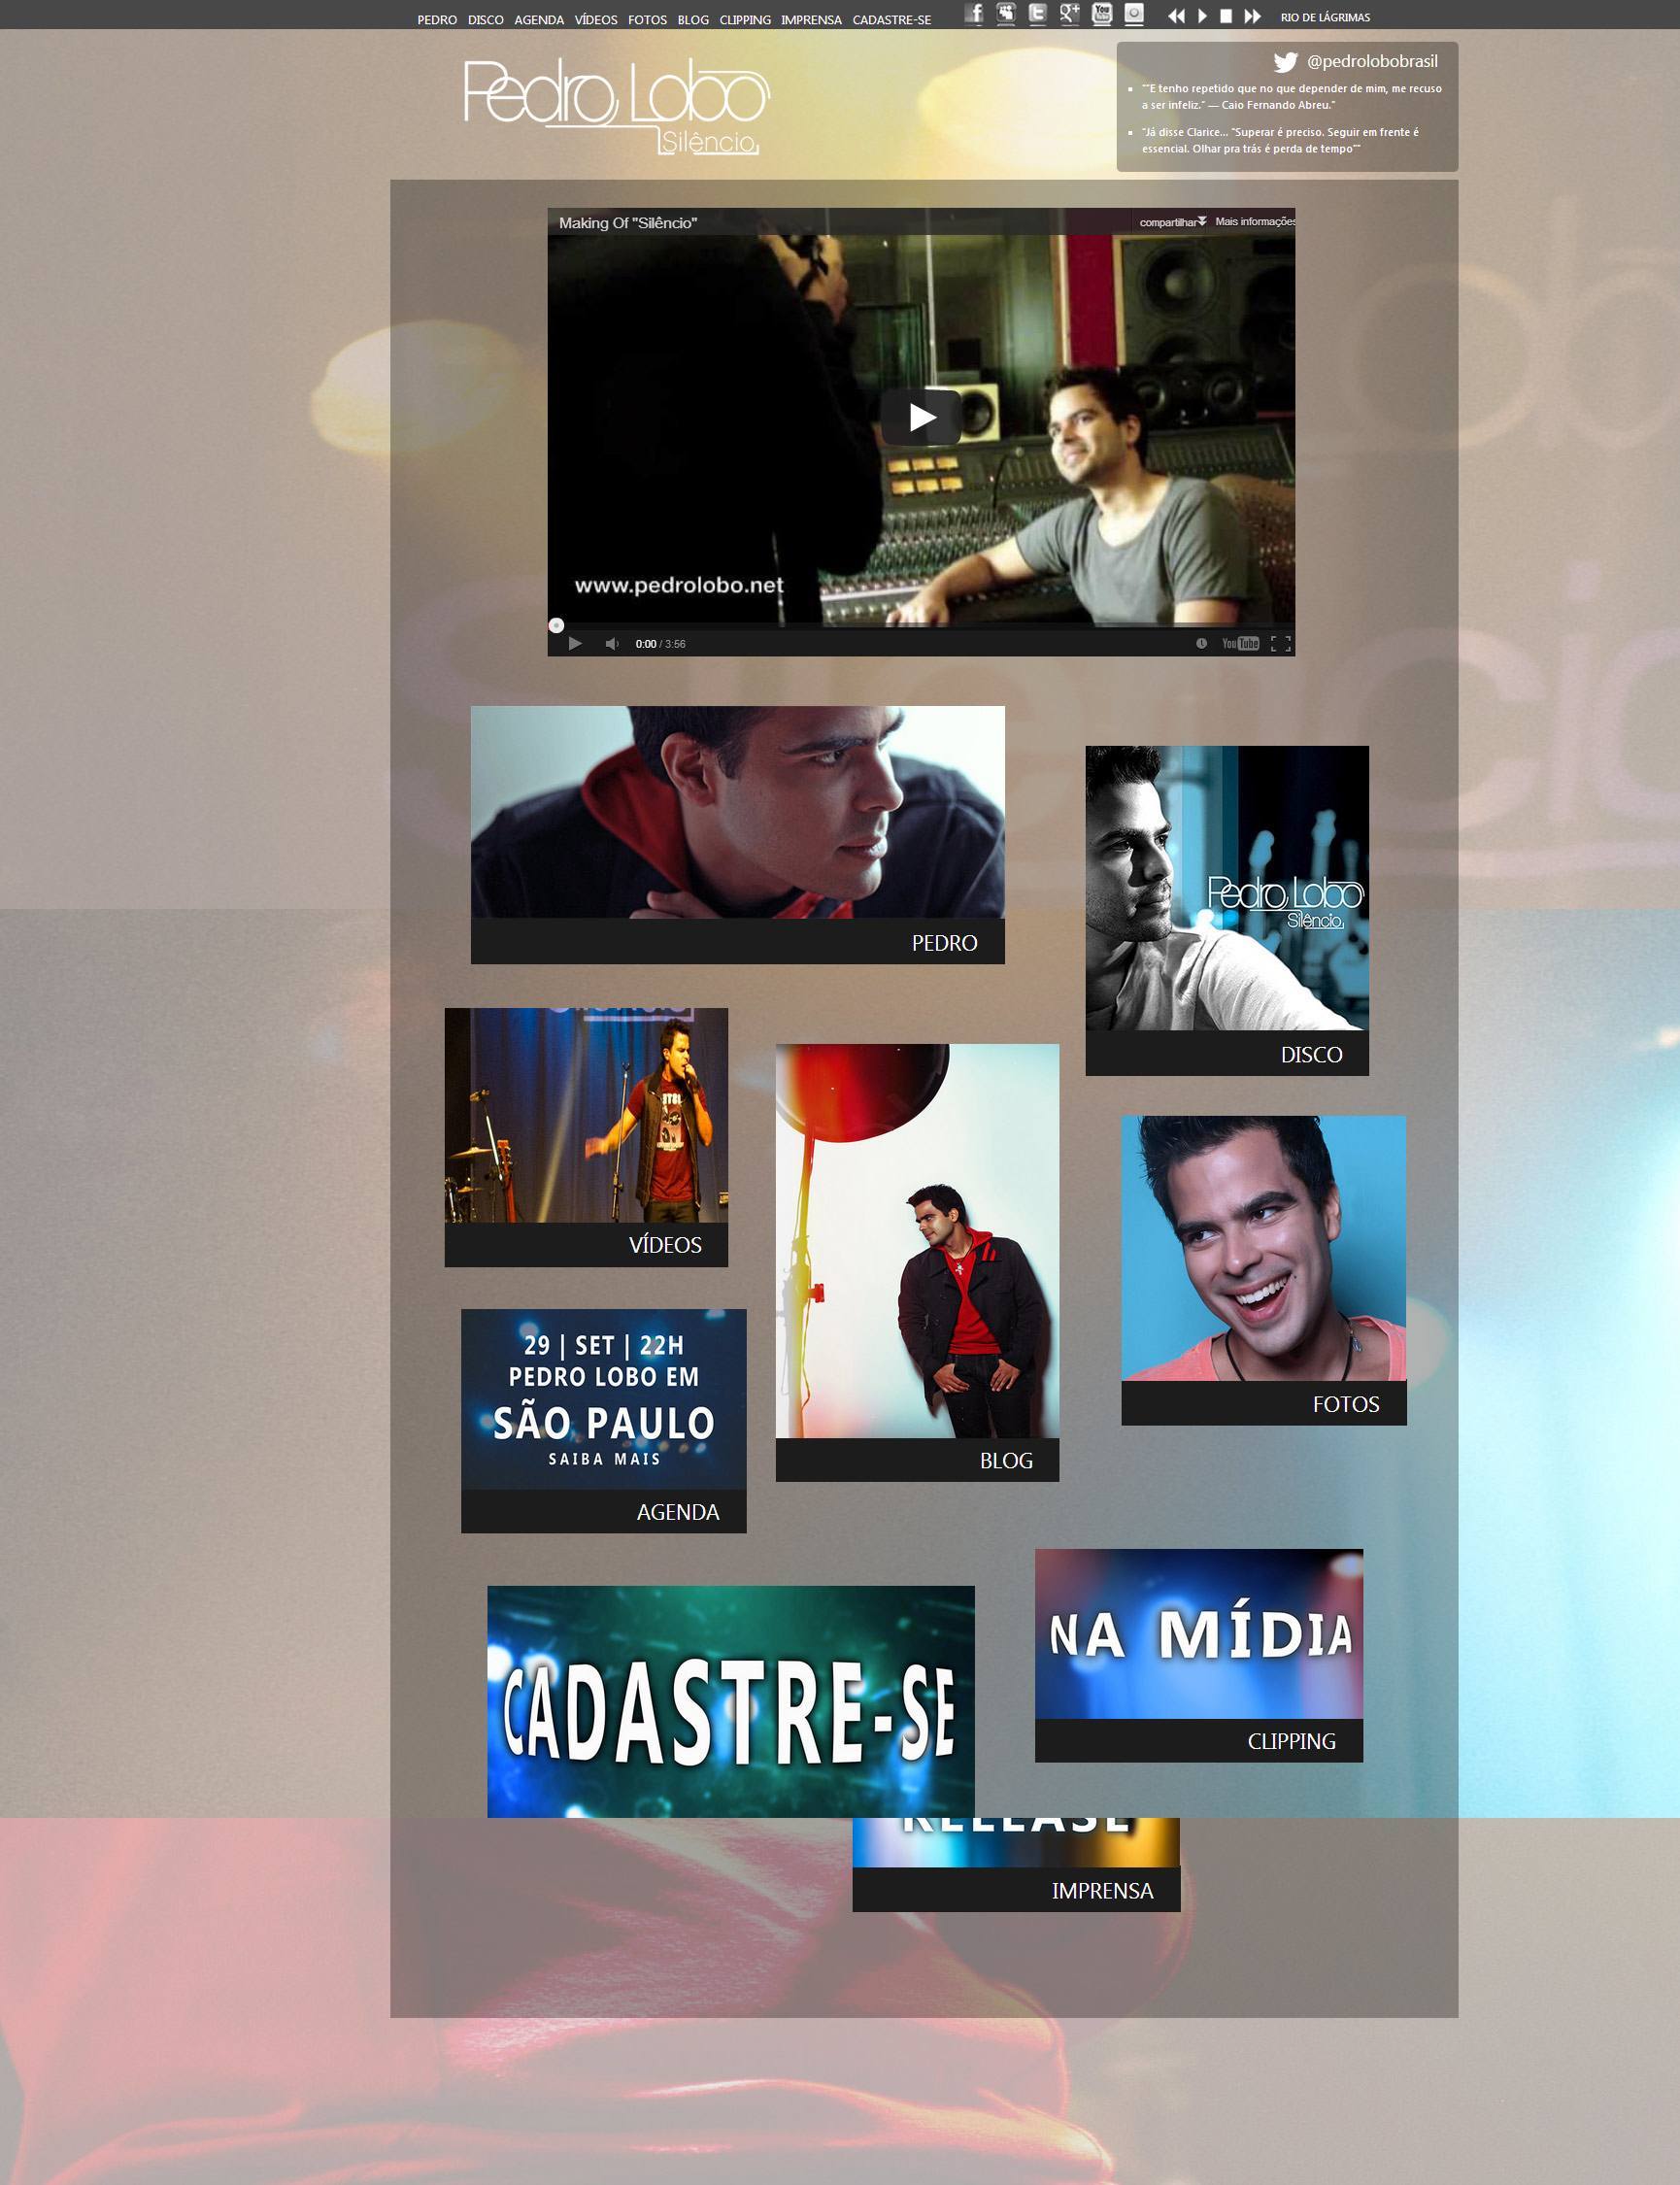 PEDRO DISCO AGENDA VÍDEOS FOTOS BLOG CLIPPING IMPRENSA CADASTRE-SE
RIO DE LÁGRIMAS
Pedro Lobo
Silêncio
@pedrolobobrasil
""E tenho repetido que no que depender de mim, me recuso
a ser infeliz." — Caio Fernando Abreu."
"Já disse Clarice... "Superar é preciso. Seguir em frente é
essencial. Olhar pra trás é perda de tempo""
Making Of "Silêncio"
compartilhar Mais informações
www.pedrolobo.net
0:00 / 3:56
YouTube
PEDRO
Pedro Lobo
Silêncio
DISCO
VÍDEOS
29 | SET | 22H
PEDRO LOBO EM
SÃO PAULO
SAIBA MAIS
AGENDA
BLOG
FOTOS
CADASTRE-SE
NA MÍDIA
CLIPPING
RELEASE
IMPRENSA